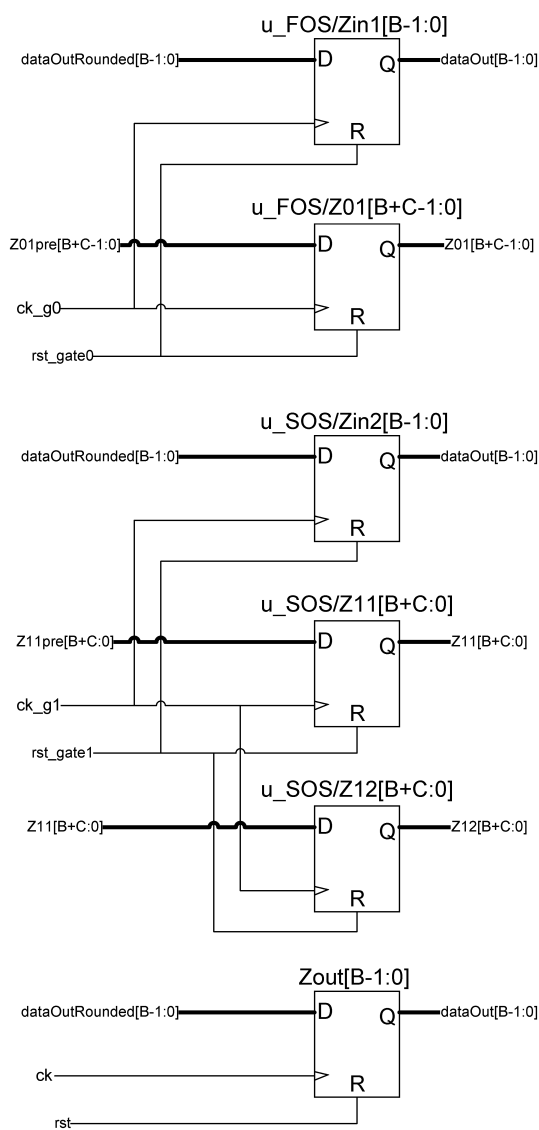 u_FOS/Zin1[B-1:0]
dataOutRounded[B-1:0] D Q dataOut[B-1:0]
R
u_FOS/Z01[B+C-1:0]
Z01pre[B+C-1:0] D Q Z01[B+C-1:0]
ck_g0
R
rst_gate0
u_SOS/Zin2[B-1:0]
dataOutRounded[B-1:0] D Q dataOut[B-1:0]
R
u_SOS/Z11[B+C:0]
Z11pre[B+C:0] D Q Z11[B+C:0]
ck_g1
R
rst_gate1
u_SOS/Z12[B+C:0]
Z11[B+C:0] D Q Z12[B+C:0]
R
Zout[B-1:0]
dataOutRounded[B-1:0] D Q dataOut[B-1:0]
ck
R
rst